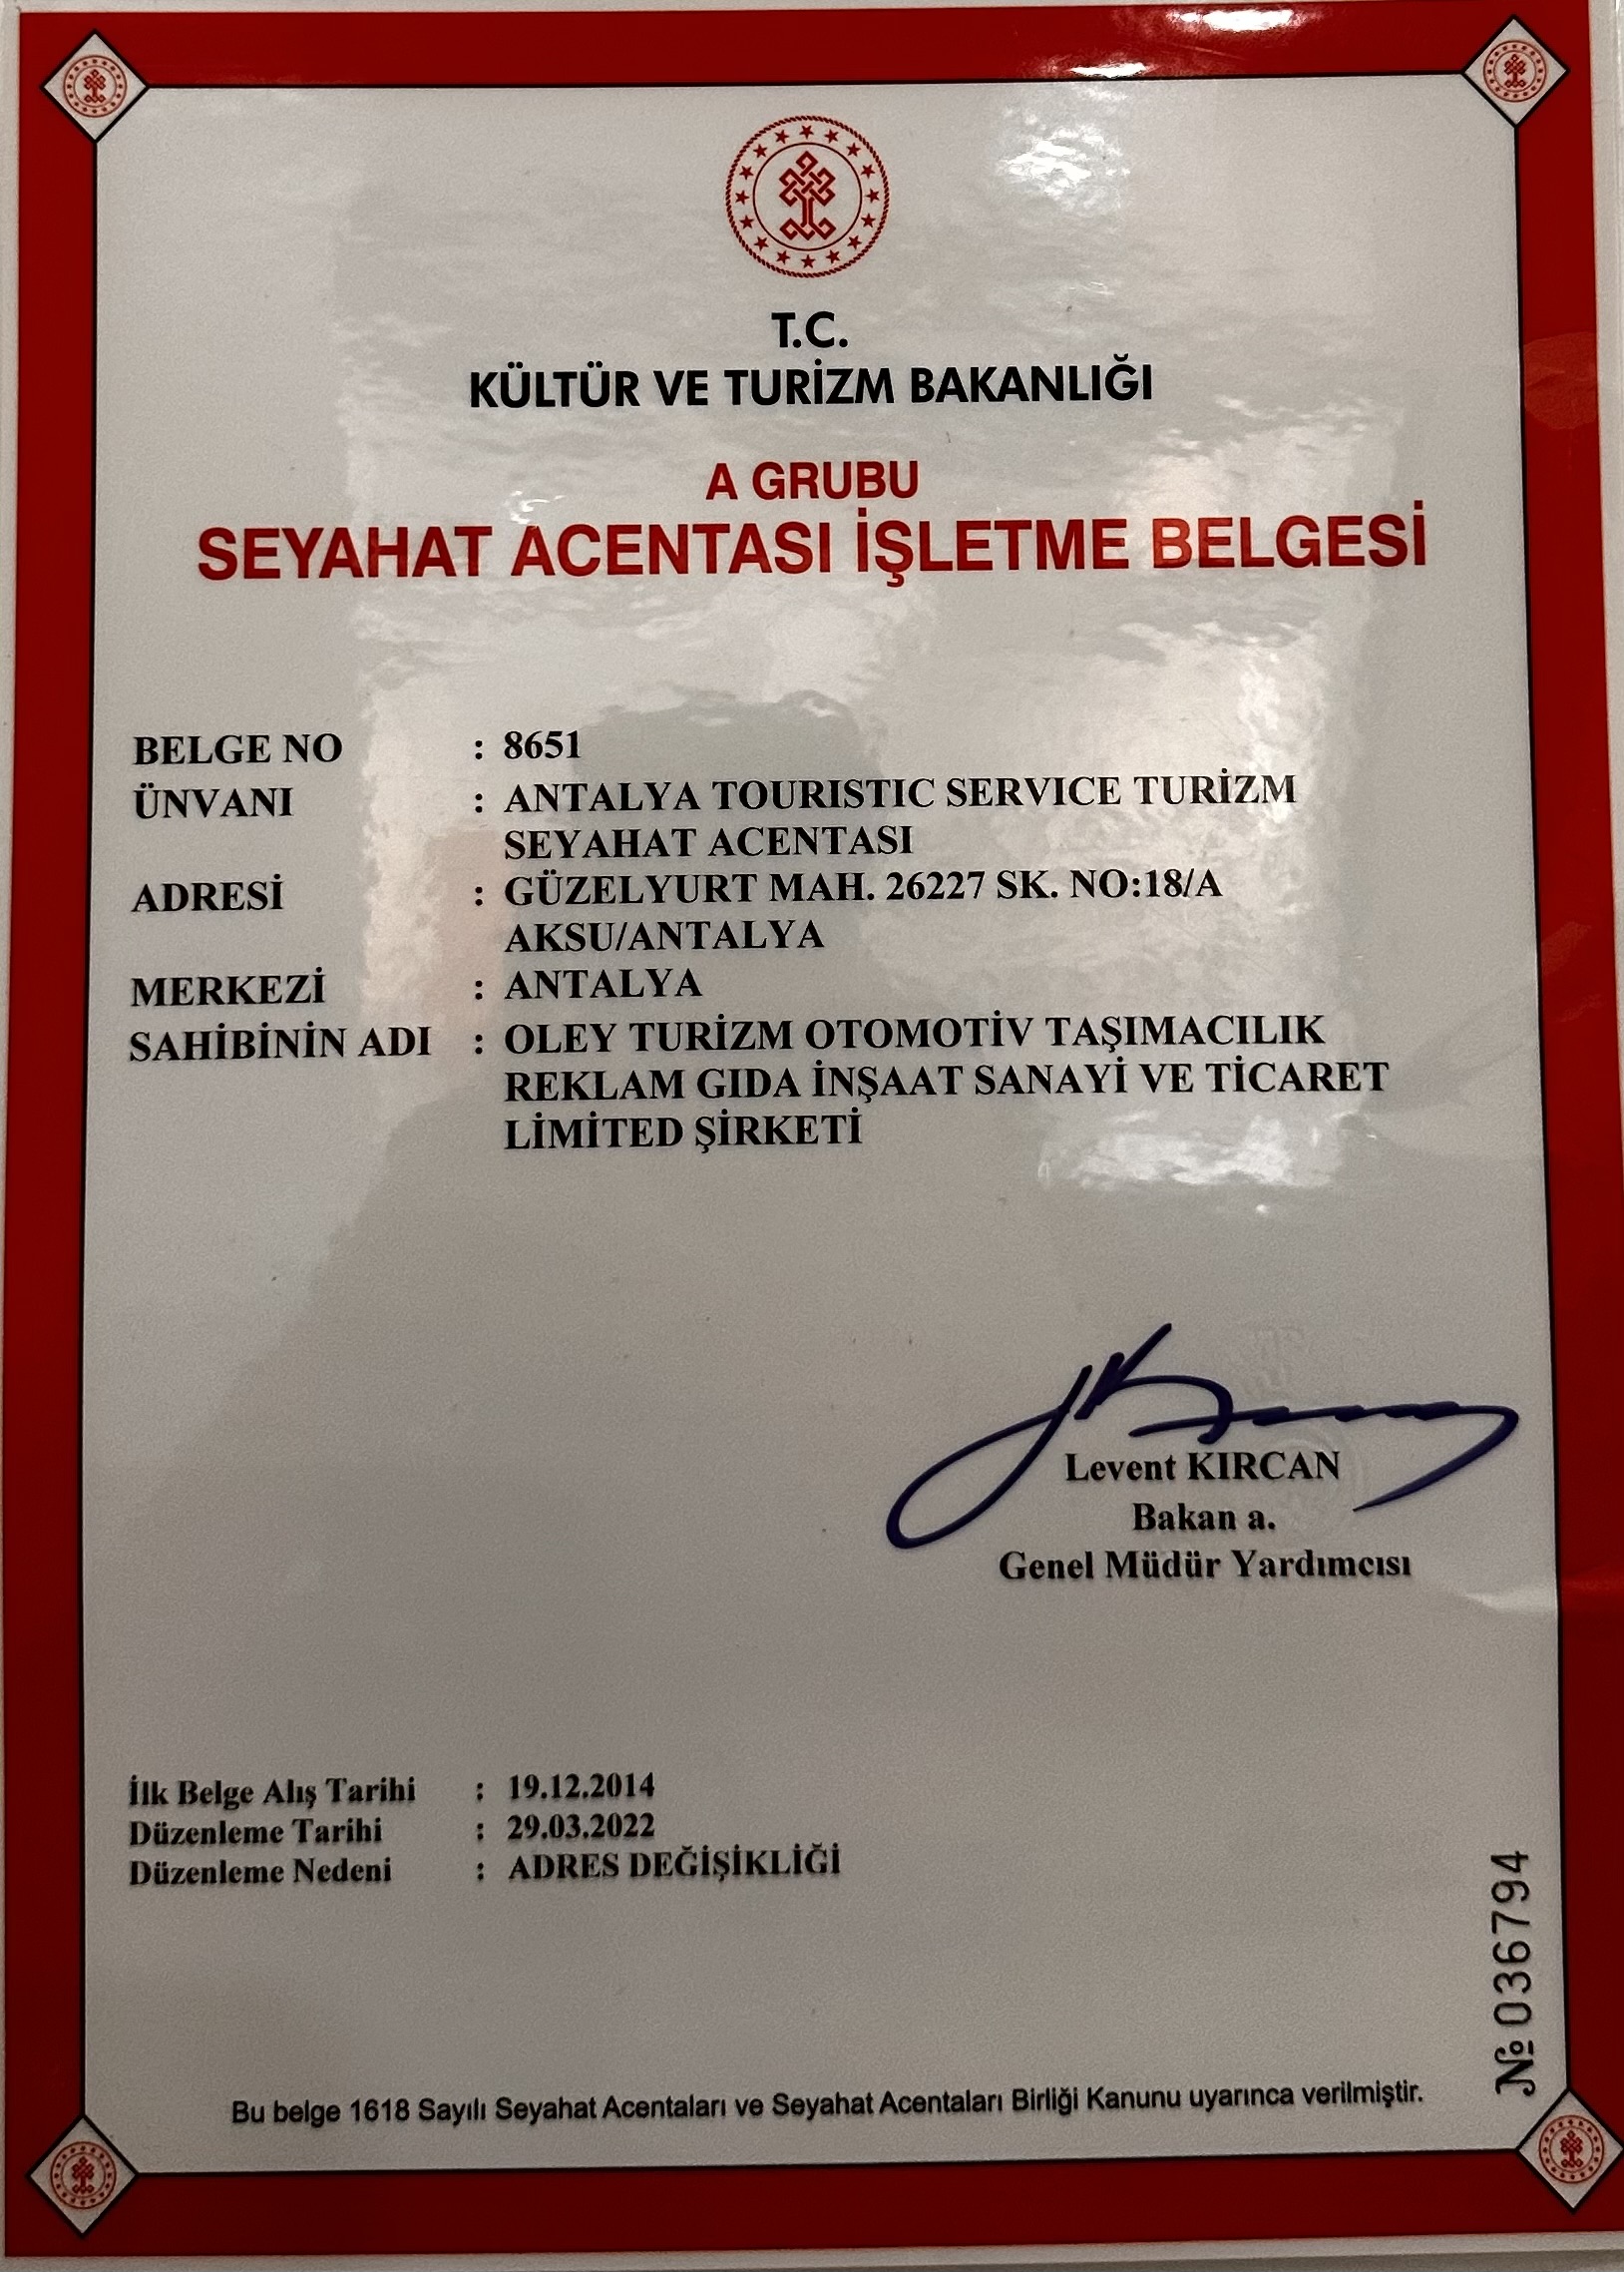 T.C.
KÜLTÜR VE TURİZM BAKANLIĞI
A GRUBU
SEYAHAT ACENTASI İŞLETME BELGESİ
BELGE NO : 8651
ÜNVANI : ANTALYA TOURISTIC SERVICE TURİZM
SEYAHAT ACENTASI
ADRESİ : GÜZELYURT MAH. 26227 SK. NO:18/A
AKSU/ANTALYA
MERKEZİ : ANTALYA
SAHİBİNİN ADI : OLEY TURİZM OTOMOTİV TAŞIMACILIK
REKLAM GIDA İNŞAAT SANAYİ VE TİCARET
LİMİTED ŞİRKETİ
Levent KIRCAN
Bakan a.
Genel Müdür Yardımcısı
İlk Belge Alış Tarihi : 19.12.2014
Düzenleme Tarihi : 29.03.2022
Düzenleme Nedeni : ADRES DEĞİŞİKLİĞİ
№ 036794
Bu belge 1618 Sayılı Seyahat Acentaları ve Seyahat Acentaları Birliği Kanunu uyarınca verilmiştir.